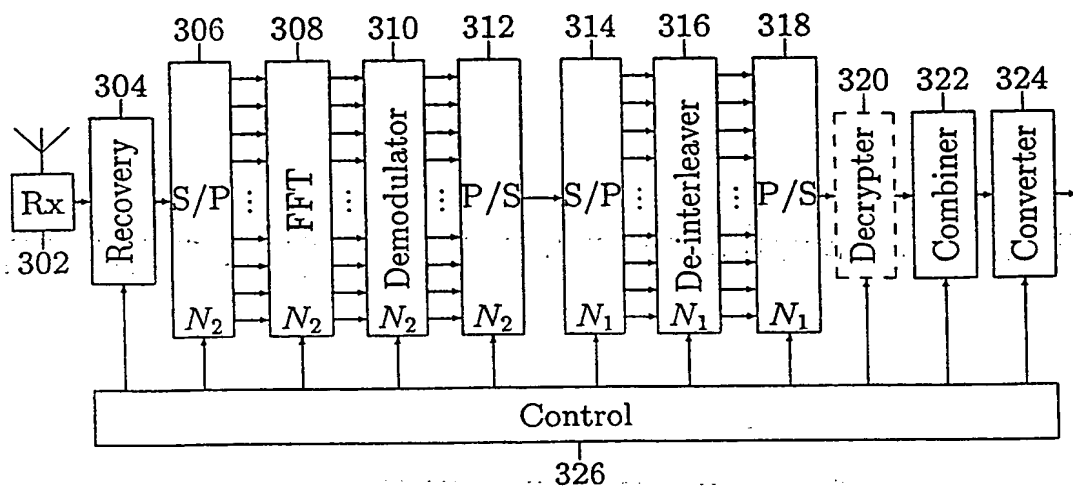 306 308 310 312 314 316 318
304 320 322 324
Rx
Recovery
S/P
FFT
Demodulator
P/S
S/P
De-interleaver
P/S
Decrypter
Combiner
Converter
... ... ... ... ...
302
N₂ N₂ N₂ N₂ N₁ N₁ N₁
Control
326